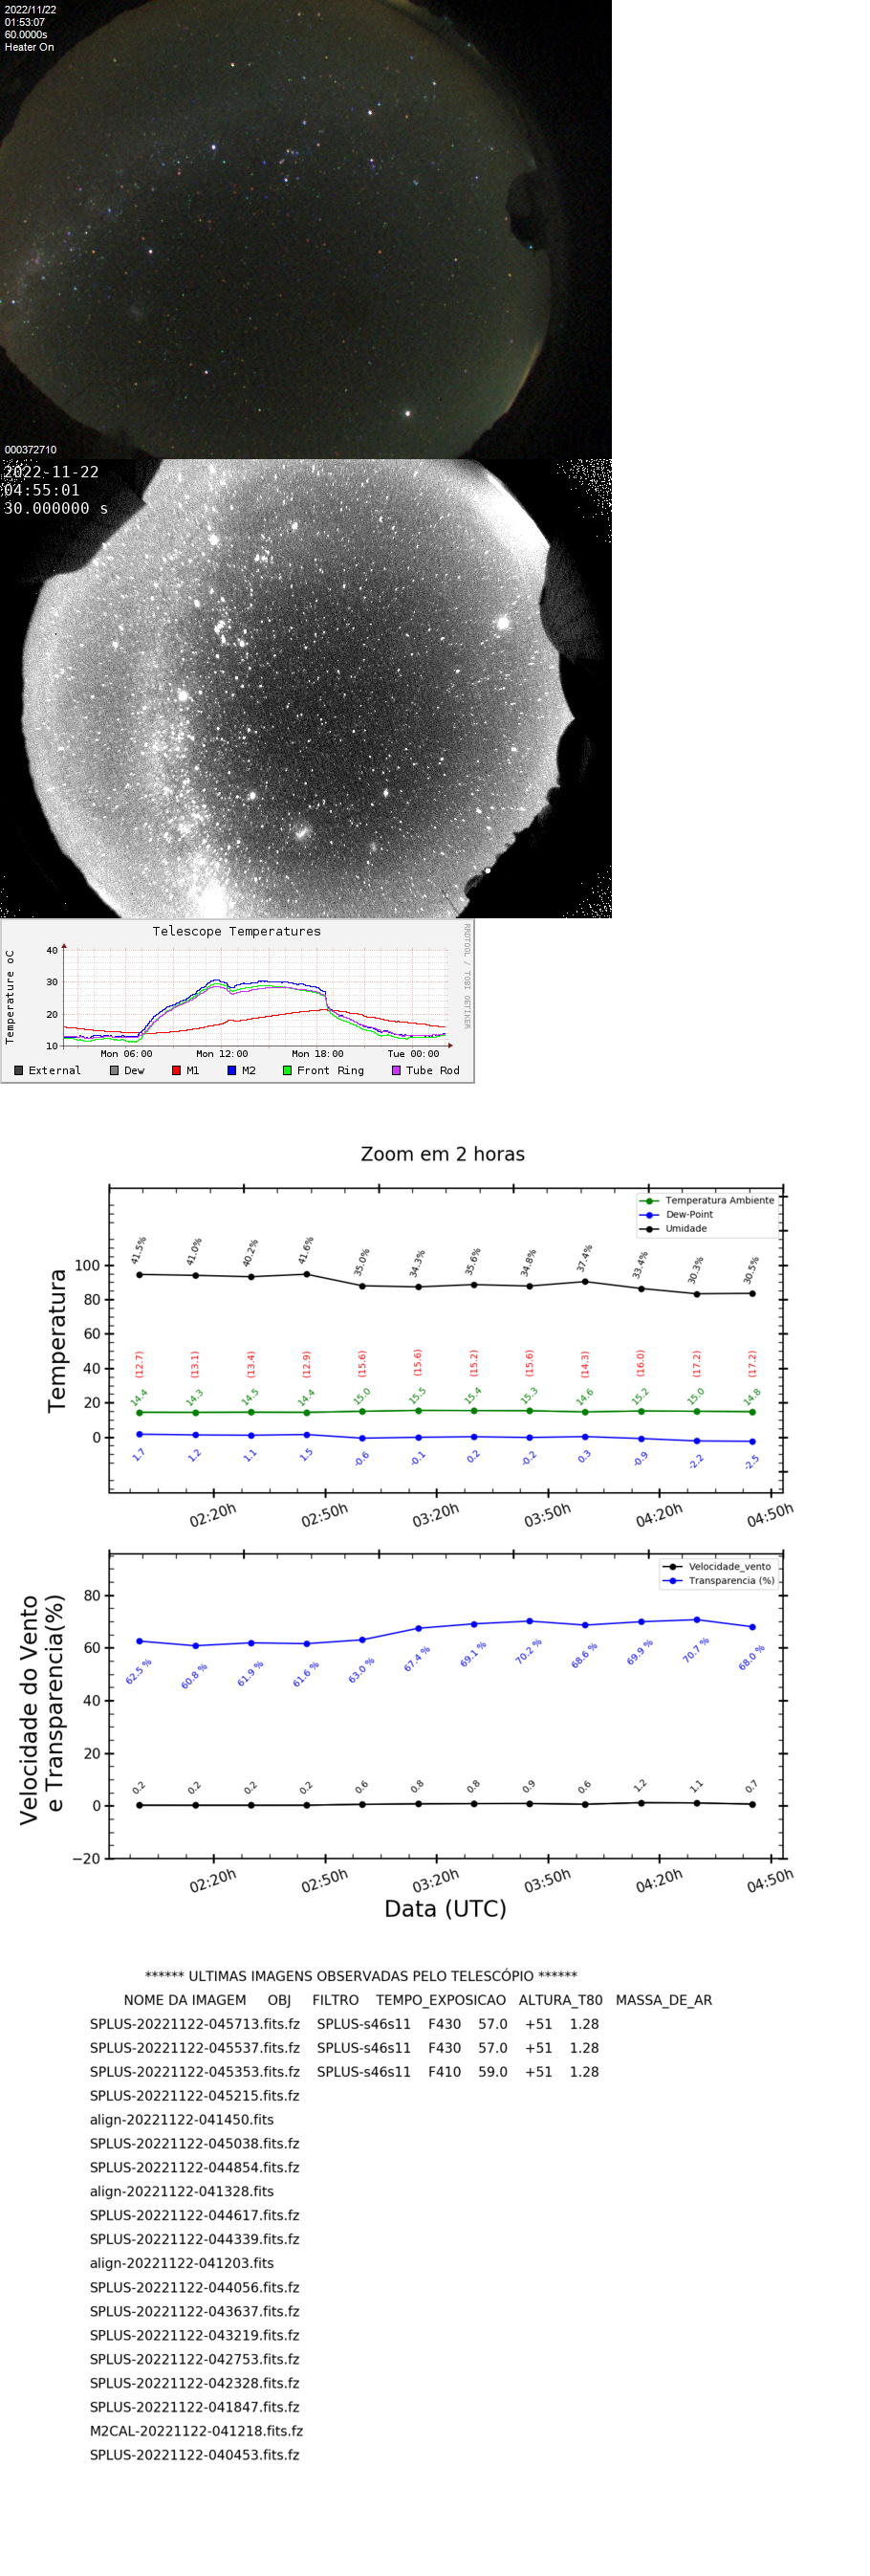 2022/11/22
01:53:07
60.0000s
Heater On
000372710
2022-11-22
04:55:01
30.000000 s
Telescope Temperatures
RRDTOOL / TOBI OETIKER
Temperature oC
40
30
20
10
Mon 06:00 Mon 12:00 Mon 18:00 Tue 00:00
External Dew M1 M2 Front Ring Tube Rod
Zoom em 2 horas
Temperatura Ambiente
Dew-Point
Umidade
Temperatura
100
80
60
40
20
0
41.5% 41.0% 40.2% 41.6% 35.0% 34.3% 35.6% 34.8% 37.4% 33.4% 30.3% 30.5%
(12.7) (13.1) (13.4) (12.9) (15.6) (15.6) (15.2) (15.6) (14.3) (16.0) (17.2) (17.2)
14.4 14.3 14.5 14.4 15.0 15.5 15.4 15.3 14.6 15.2 15.0 14.8
1.7 1.2 1.1 1.5 -0.6 -0.1 0.2 -0.2 0.3 -0.9 -2.2 -2.5
02:20h 02:50h 03:20h 03:50h 04:20h 04:50h
Velocidade_vento
Transparencia (%)
Velocidade do Vento
e Transparencia(%)
80
60
40
20
0
−20
62.5 % 60.8 % 61.9 % 61.6 % 63.0 % 67.4 % 69.1 % 70.2 % 68.6 % 69.9 % 70.7 % 68.0 %
0.2 0.2 0.2 0.2 0.6 0.8 0.8 0.9 0.6 1.2 1.1 0.7
02:20h 02:50h 03:20h 03:50h 04:20h 04:50h
Data (UTC)
****** ULTIMAS IMAGENS OBSERVADAS PELO TELESCÓPIO ******
NOME DA IMAGEM OBJ FILTRO TEMPO_EXPOSICAO ALTURA_T80 MASSA_DE_AR
SPLUS-20221122-045713.fits.fz SPLUS-s46s11 F430 57.0 +51 1.28
SPLUS-20221122-045537.fits.fz SPLUS-s46s11 F430 57.0 +51 1.28
SPLUS-20221122-045353.fits.fz SPLUS-s46s11 F410 59.0 +51 1.28
SPLUS-20221122-045215.fits.fz
align-20221122-041450.fits
SPLUS-20221122-045038.fits.fz
SPLUS-20221122-044854.fits.fz
align-20221122-041328.fits
SPLUS-20221122-044617.fits.fz
SPLUS-20221122-044339.fits.fz
align-20221122-041203.fits
SPLUS-20221122-044056.fits.fz
SPLUS-20221122-043637.fits.fz
SPLUS-20221122-043219.fits.fz
SPLUS-20221122-042753.fits.fz
SPLUS-20221122-042328.fits.fz
SPLUS-20221122-041847.fits.fz
M2CAL-20221122-041218.fits.fz
SPLUS-20221122-040453.fits.fz